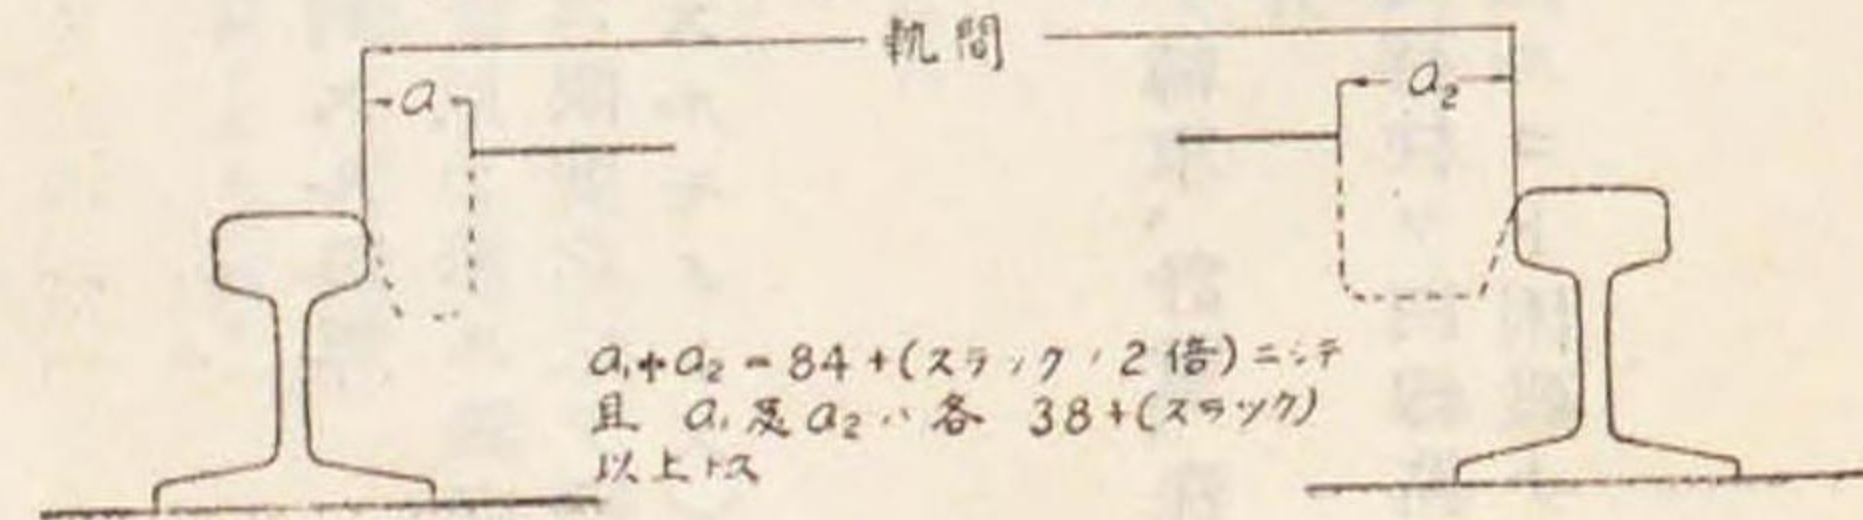 軌間
a
a₂
a₁+a₂=84+(スラックノ2倍)ニシテ
且 a₁及a₂ハ各 38+(スラック)
以上トス